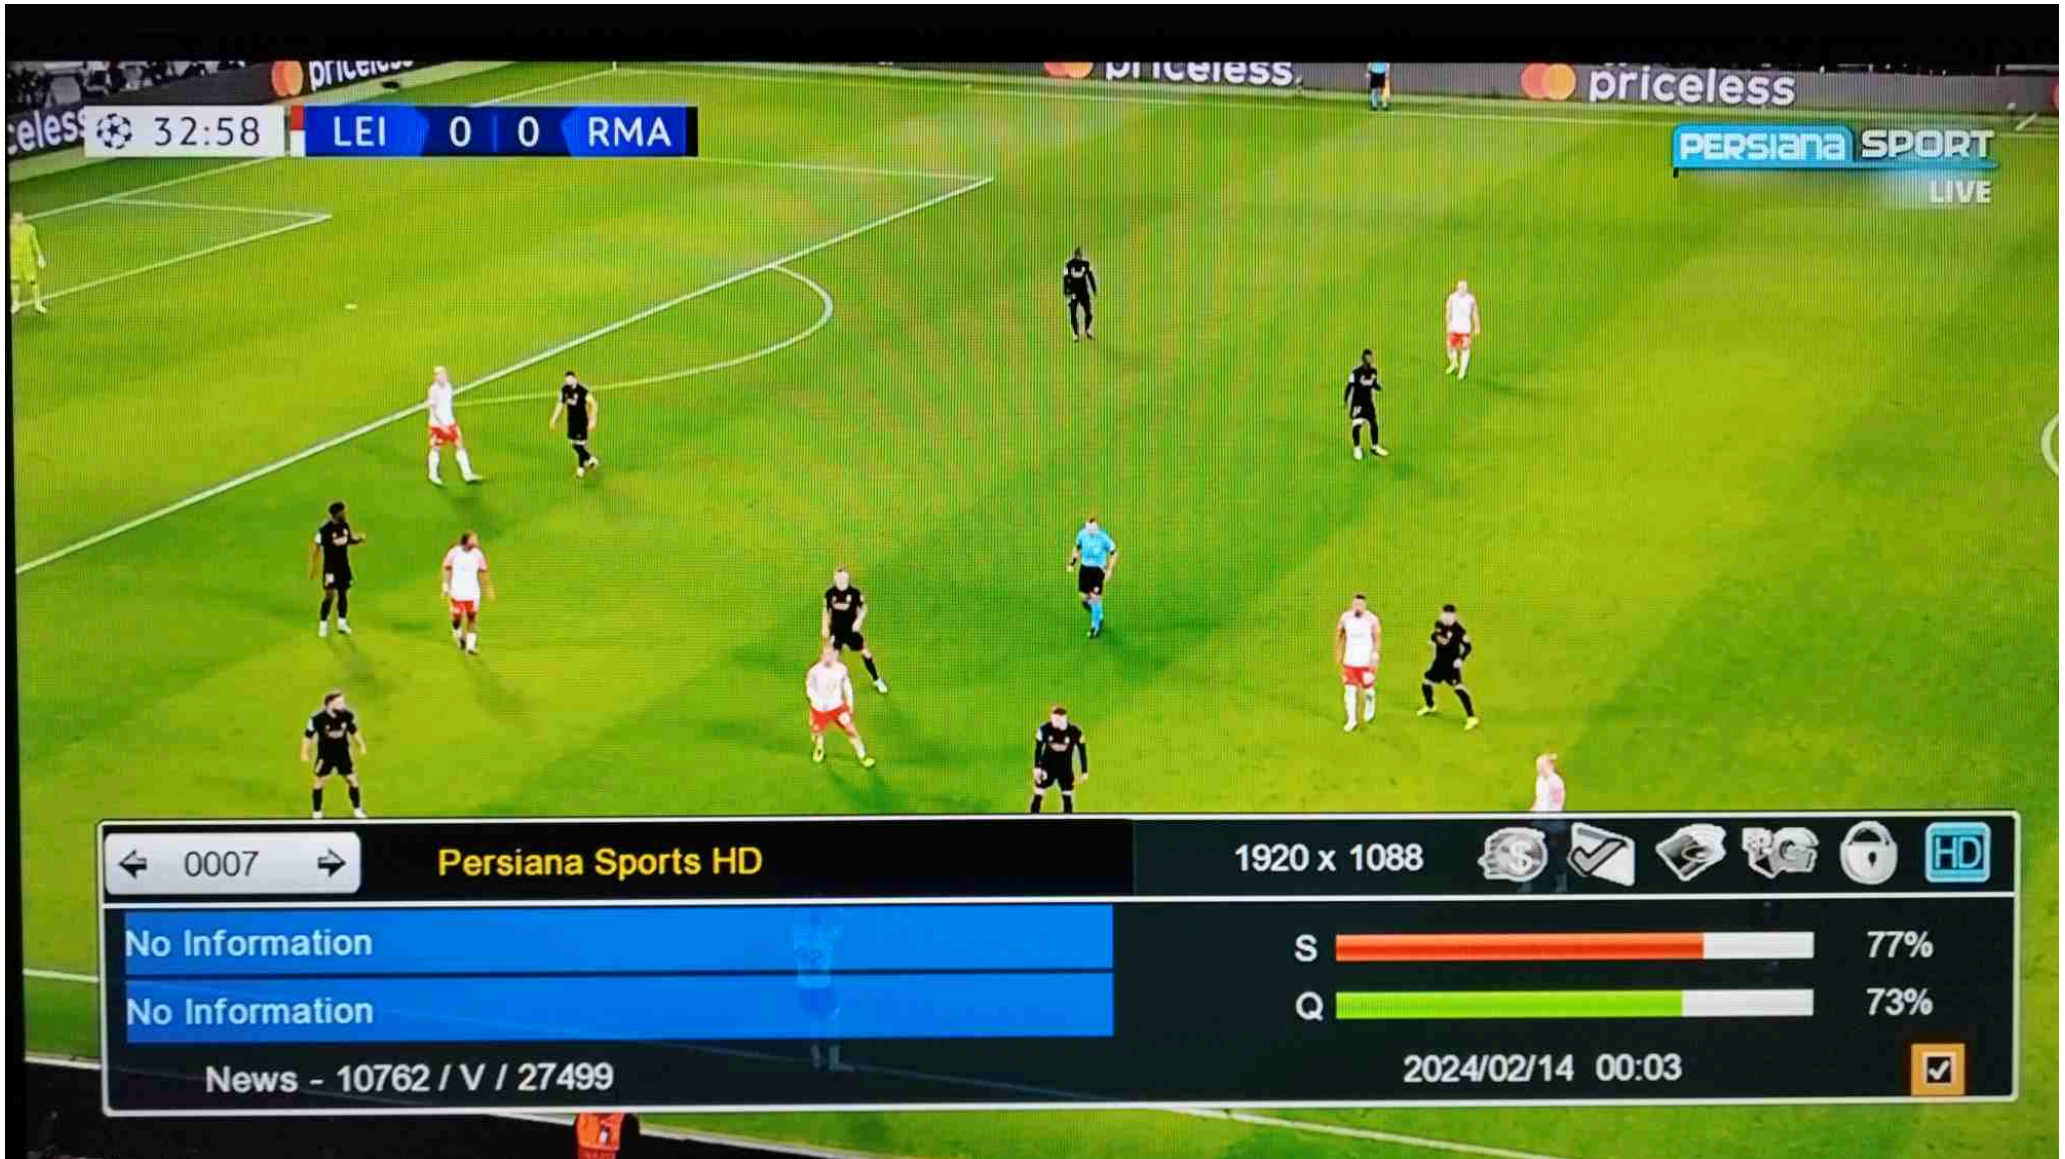 priceless
priceless
priceless
celess
32:58 LEI 0 0 RMA
PERSIANA SPORT
LIVE
0007 Persiana Sports HD 1920 x 1088 HD
No Information
S 77%
No Information
Q 73%
News - 10762 / V / 27499
2024/02/14 00:03